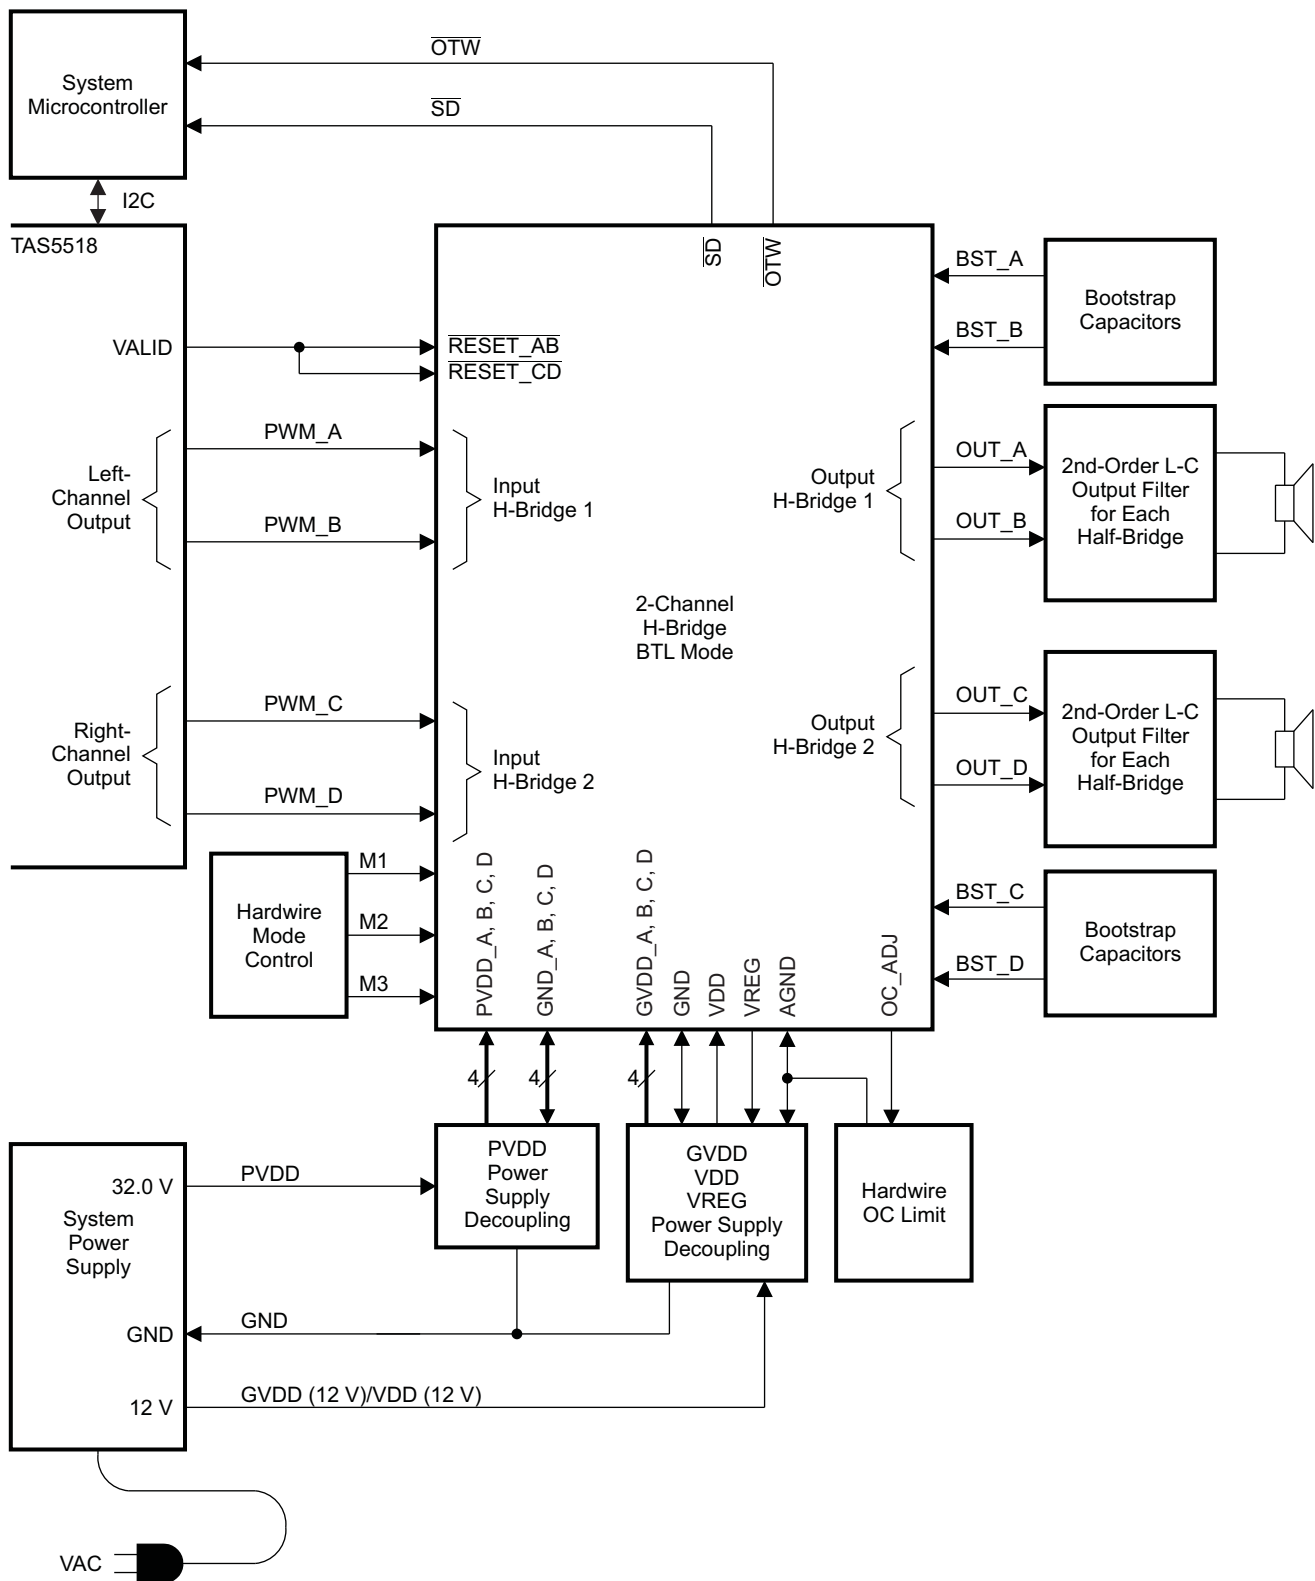 OTW
System
Microcontroller
SD
I2C
TAS5518
SD
OTW
BST_A
Bootstrap
Capacitors
BST_B
VALID
RESET_AB
RESET_CD
PWM_A
Left-
Channel
Output
PWM_B
Input
H-Bridge 1
Output
H-Bridge 1
OUT_A
OUT_B
2nd-Order L-C
Output Filter
for Each
Half-Bridge
2-Channel
H-Bridge
BTL Mode
PWM_C
Right-
Channel
Output
PWM_D
Input
H-Bridge 2
Output
H-Bridge 2
OUT_C
OUT_D
2nd-Order L-C
Output Filter
for Each
Half-Bridge
Hardwire
Mode
Control
M1
M2
M3
PVDD_A, B, C, D
GND_A, B, C, D
GVDD_A, B, C, D
GND
VDD
VREG
AGND
OC_ADJ
BST_C
Bootstrap
Capacitors
BST_D
4
4
4
PVDD
Power
Supply
Decoupling
GVDD
VDD
VREG
Power Supply
Decoupling
Hardwire
OC Limit
32.0 V
PVDD
System
Power
Supply
GND
GND
12 V
GVDD (12 V)/VDD (12 V)
VAC